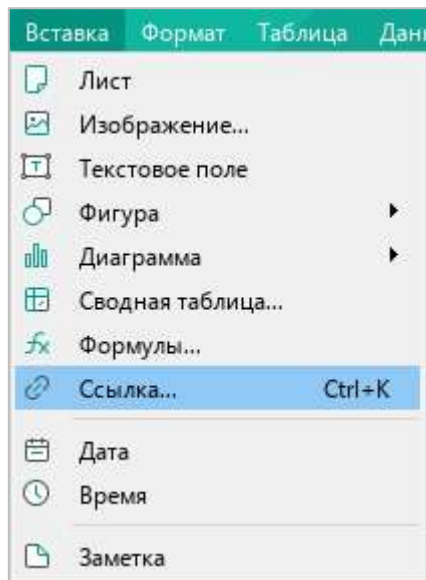 Вставка Формат Таблица
Лист
Изображение...
Текстовое поле
Фигура
Диаграмма
Сводная таблица...
Формулы...
Ссылка... Ctrl+K
Дата
Время
Заметка